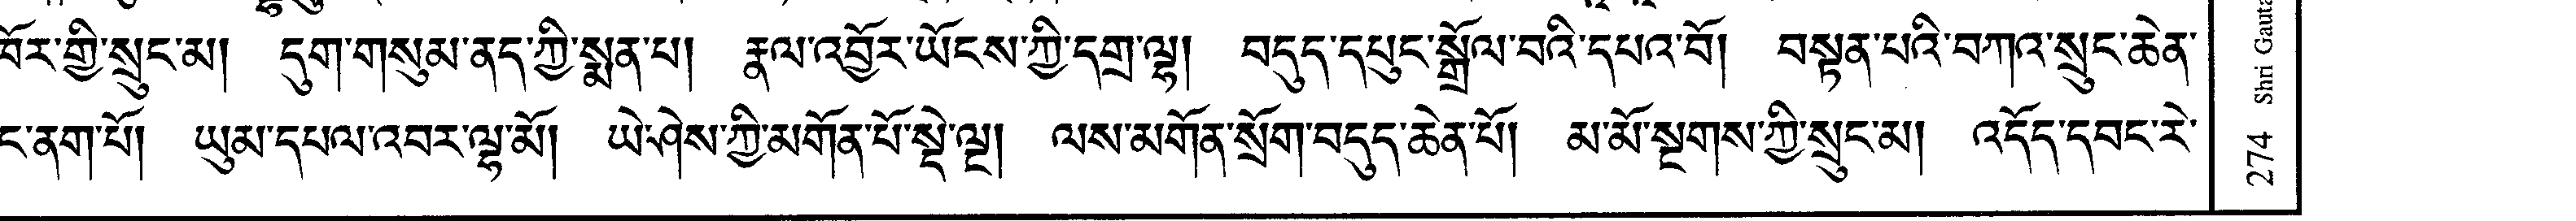 ཁོར་གྱི་སྲུང་མ། དུག་གསུམ་ནད་ཀྱི་སྨན་པ། རྣལ་འབྱོར་ཡོངས་ཀྱི་དགྲ་ལྷ། བདུད་དཔུང་སྒྲོལ་བའི་དཔའ་བོ། བསྟན་པའི་བཀའ་སྲུང་ཆེན་
ང་ནག་པོ། ཡུམ་དཔལ་འབར་ལྷ་མོ། ཡེ་ཤེས་ཀྱི་མགོན་པོ་སྡེ་ལྔ། ལས་མགོན་སྲོག་བདུད་ཆེན་པོ། མ་མོ་སྔགས་ཀྱི་སྲུང་མ། འདོད་དབང་རེ་
274 Shri Gauta